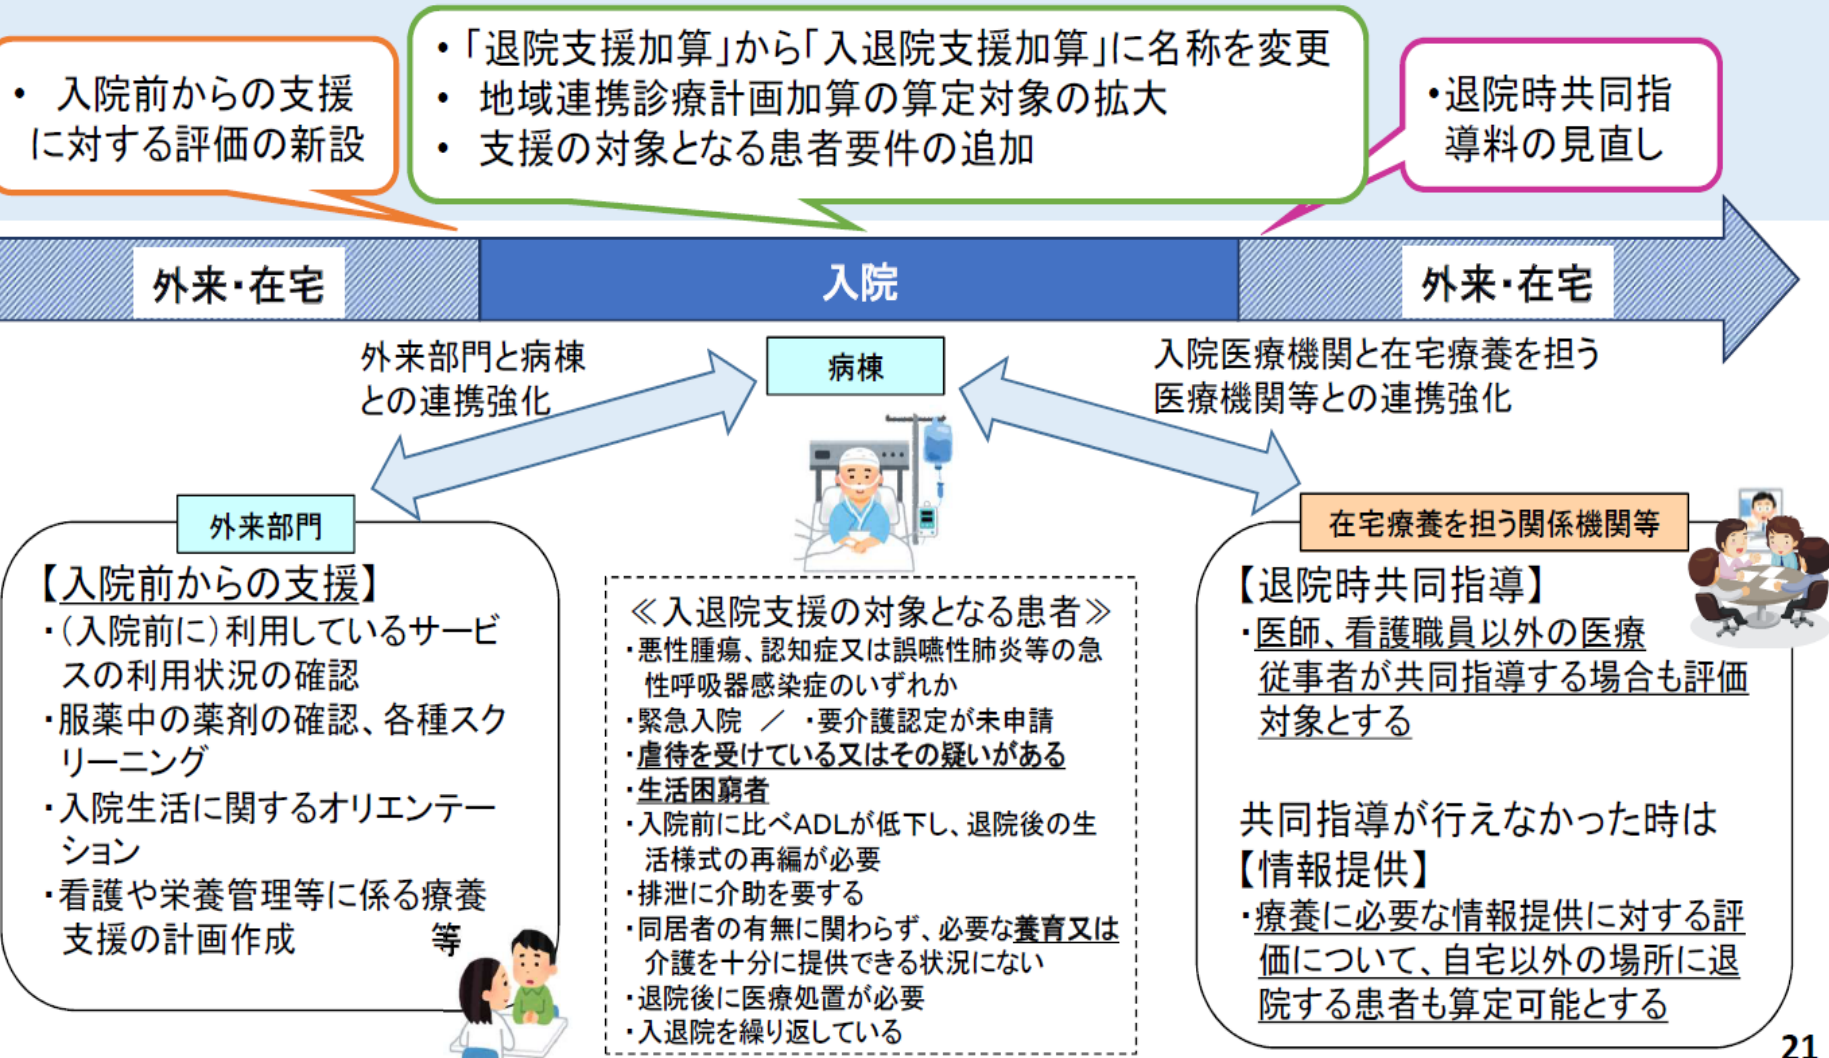 • 入院前からの支援
に対する評価の新設
• 「退院支援加算」から「入退院支援加算」に名称を変更
• 地域連携診療計画加算の算定対象の拡大
• 支援の対象となる患者要件の追加
•退院時共同指
導料の見直し
外来・在宅
入院
外来・在宅
外来部門と病棟
との連携強化
病棟
入院医療機関と在宅療養を担う
医療機関等との連携強化
外来部門
【入院前からの支援】
・(入院前に)利用しているサービ
スの利用状況の確認
・服薬中の薬剤の確認、各種スク
リーニング
・入院生活に関するオリエンテー
ション
・看護や栄養管理等に係る療養
支援の計画作成 等
≪入退院支援の対象となる患者≫
・悪性腫瘍、認知症又は誤嚥性肺炎等の急
性呼吸器感染症のいずれか
・緊急入院 / ・要介護認定が未申請
・虐待を受けている又はその疑いがある
・生活困窮者
・入院前に比べADLが低下し、退院後の生
活様式の再編が必要
・排泄に介助を要する
・同居者の有無に関わらず、必要な養育又は
介護を十分に提供できる状況にない
・退院後に医療処置が必要
・入退院を繰り返している
在宅療養を担う関係機関等
【退院時共同指導】
・医師、看護職員以外の医療
従事者が共同指導する場合も評価
対象とする
共同指導が行えなかった時は
【情報提供】
・療養に必要な情報提供に対する評
価について、自宅以外の場所に退
院する患者も算定可能とする
21